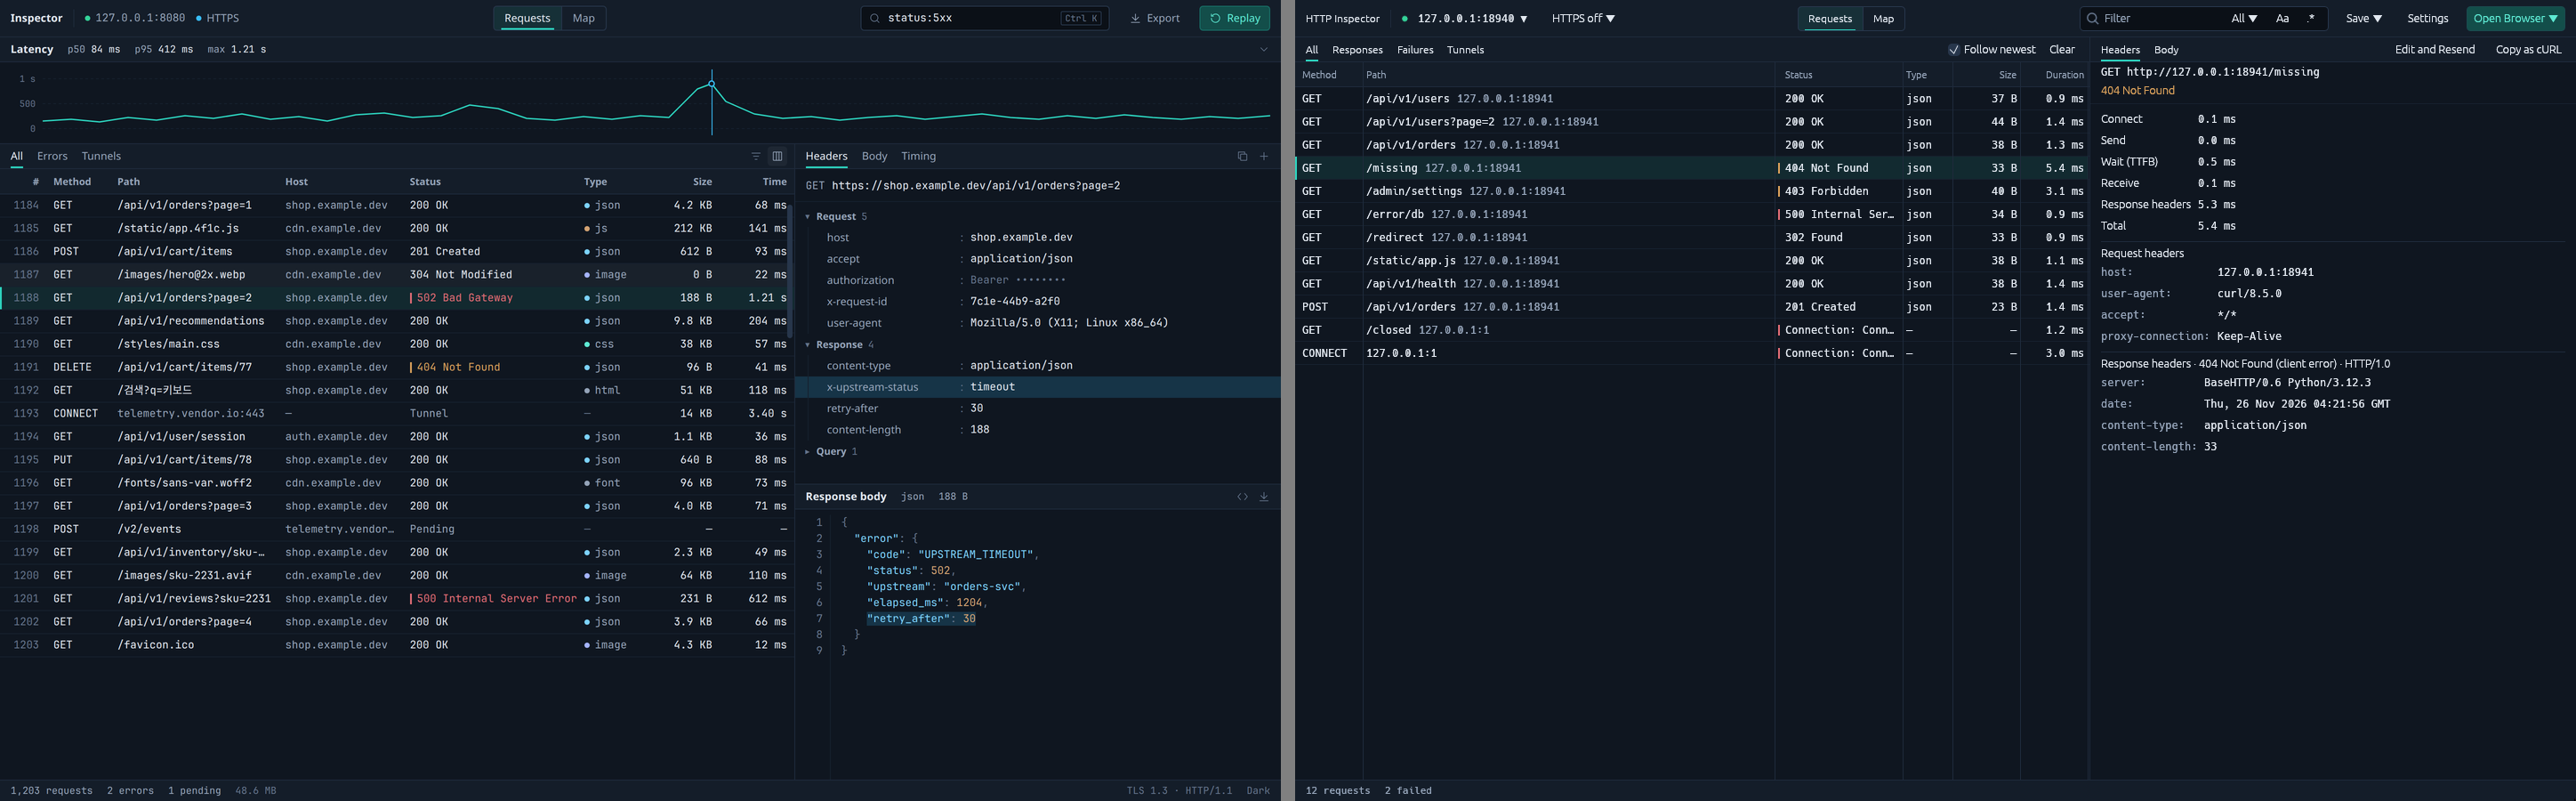 Inspector 127.0.0.1:8080 HTTPS Requests Map status:5xx Ctrl K Export Replay
Latency p50 84 ms p95 412 ms max 1.21 s
1 s
500
0
All Errors Tunnels
# Method Path Host Status Type Size Time
1184 GET /api/v1/orders?page=1 shop.example.dev 200 OK json 4.2 KB 68 ms
1185 GET /static/app.4f1c.js cdn.example.dev 200 OK js 212 KB 141 ms
1186 POST /api/v1/cart/items shop.example.dev 201 Created json 612 B 93 ms
1187 GET /images/hero@2x.webp cdn.example.dev 304 Not Modified image 0 B 22 ms
1188 GET /api/v1/orders?page=2 shop.example.dev 502 Bad Gateway json 188 B 1.21 s
1189 GET /api/v1/recommendations shop.example.dev 200 OK json 9.8 KB 204 ms
1190 GET /styles/main.css cdn.example.dev 200 OK css 38 KB 57 ms
1191 DELETE /api/v1/cart/items/77 shop.example.dev 404 Not Found json 96 B 41 ms
1192 GET /검색?q=키보드 shop.example.dev 200 OK html 51 KB 118 ms
1193 CONNECT telemetry.vendor.io:443 — Tunnel — 14 KB 3.40 s
1194 GET /api/v1/user/session auth.example.dev 200 OK json 1.1 KB 36 ms
1195 PUT /api/v1/cart/items/78 shop.example.dev 200 OK json 640 B 88 ms
1196 GET /fonts/sans-var.woff2 cdn.example.dev 200 OK font 96 KB 73 ms
1197 GET /api/v1/orders?page=3 shop.example.dev 200 OK json 4.0 KB 71 ms
1198 POST /v2/events telemetry.vendor… Pending — — —
1199 GET /api/v1/inventory/sku-… shop.example.dev 200 OK json 2.3 KB 49 ms
1200 GET /images/sku-2231.avif cdn.example.dev 200 OK image 64 KB 110 ms
1201 GET /api/v1/reviews?sku=2231 shop.example.dev 500 Internal Server Error json 231 B 612 ms
1202 GET /api/v1/orders?page=4 shop.example.dev 200 OK json 3.9 KB 66 ms
1203 GET /favicon.ico shop.example.dev 200 OK image 4.3 KB 12 ms
Headers Body Timing
GET https://shop.example.dev/api/v1/orders?page=2
Request 5
host : shop.example.dev
accept : application/json
authorization : Bearer ••••••••
x-request-id : 7c1e-44b9-a2f0
user-agent : Mozilla/5.0 (X11; Linux x86_64)
Response 4
content-type : application/json
x-upstream-status : timeout
retry-after : 30
content-length : 188
Query 1
Response body json 188 B
1 {
2 "error": {
3 "code": "UPSTREAM_TIMEOUT",
4 "status": 502,
5 "upstream": "orders-svc",
6 "elapsed_ms": 1204,
7 "retry_after": 30
8 }
9 }
1,203 requests 2 errors 1 pending 48.6 MB TLS 1.3 · HTTP/1.1 Dark
HTTP Inspector 127.0.0.1:18940 ▼ HTTPS off ▼ Requests Map Filter All ▼ Aa .* Save ▼ Settings Open Browser ▼
All Responses Failures Tunnels Follow newest Clear
Method Path Status Type Size Duration
GET /api/v1/users 127.0.0.1:18941 200 OK json 37 B 0.9 ms
GET /api/v1/users?page=2 127.0.0.1:18941 200 OK json 44 B 1.4 ms
GET /api/v1/orders 127.0.0.1:18941 200 OK json 38 B 1.3 ms
GET /missing 127.0.0.1:18941 404 Not Found json 33 B 5.4 ms
GET /admin/settings 127.0.0.1:18941 403 Forbidden json 40 B 3.1 ms
GET /error/db 127.0.0.1:18941 500 Internal Ser… json 34 B 0.9 ms
GET /redirect 127.0.0.1:18941 302 Found json 33 B 0.9 ms
GET /static/app.js 127.0.0.1:18941 200 OK json 38 B 1.1 ms
GET /api/v1/health 127.0.0.1:18941 200 OK json 38 B 1.4 ms
POST /api/v1/orders 127.0.0.1:18941 201 Created json 23 B 1.4 ms
GET /closed 127.0.0.1:1 Connection: Conn… — — 1.2 ms
CONNECT 127.0.0.1:1 Connection: Conn… — — 3.0 ms
Headers Body Edit and Resend Copy as cURL
GET http://127.0.0.1:18941/missing
404 Not Found
Connect 0.1 ms
Send 0.0 ms
Wait (TTFB) 0.5 ms
Receive 0.1 ms
Response headers 5.3 ms
Total 5.4 ms
Request headers
host: 127.0.0.1:18941
user-agent: curl/8.5.0
accept: */*
proxy-connection: Keep-Alive
Response headers · 404 Not Found (client error) · HTTP/1.0
server: BaseHTTP/0.6 Python/3.12.3
date: Thu, 26 Nov 2026 04:21:56 GMT
content-type: application/json
content-length: 33
12 requests 2 failed